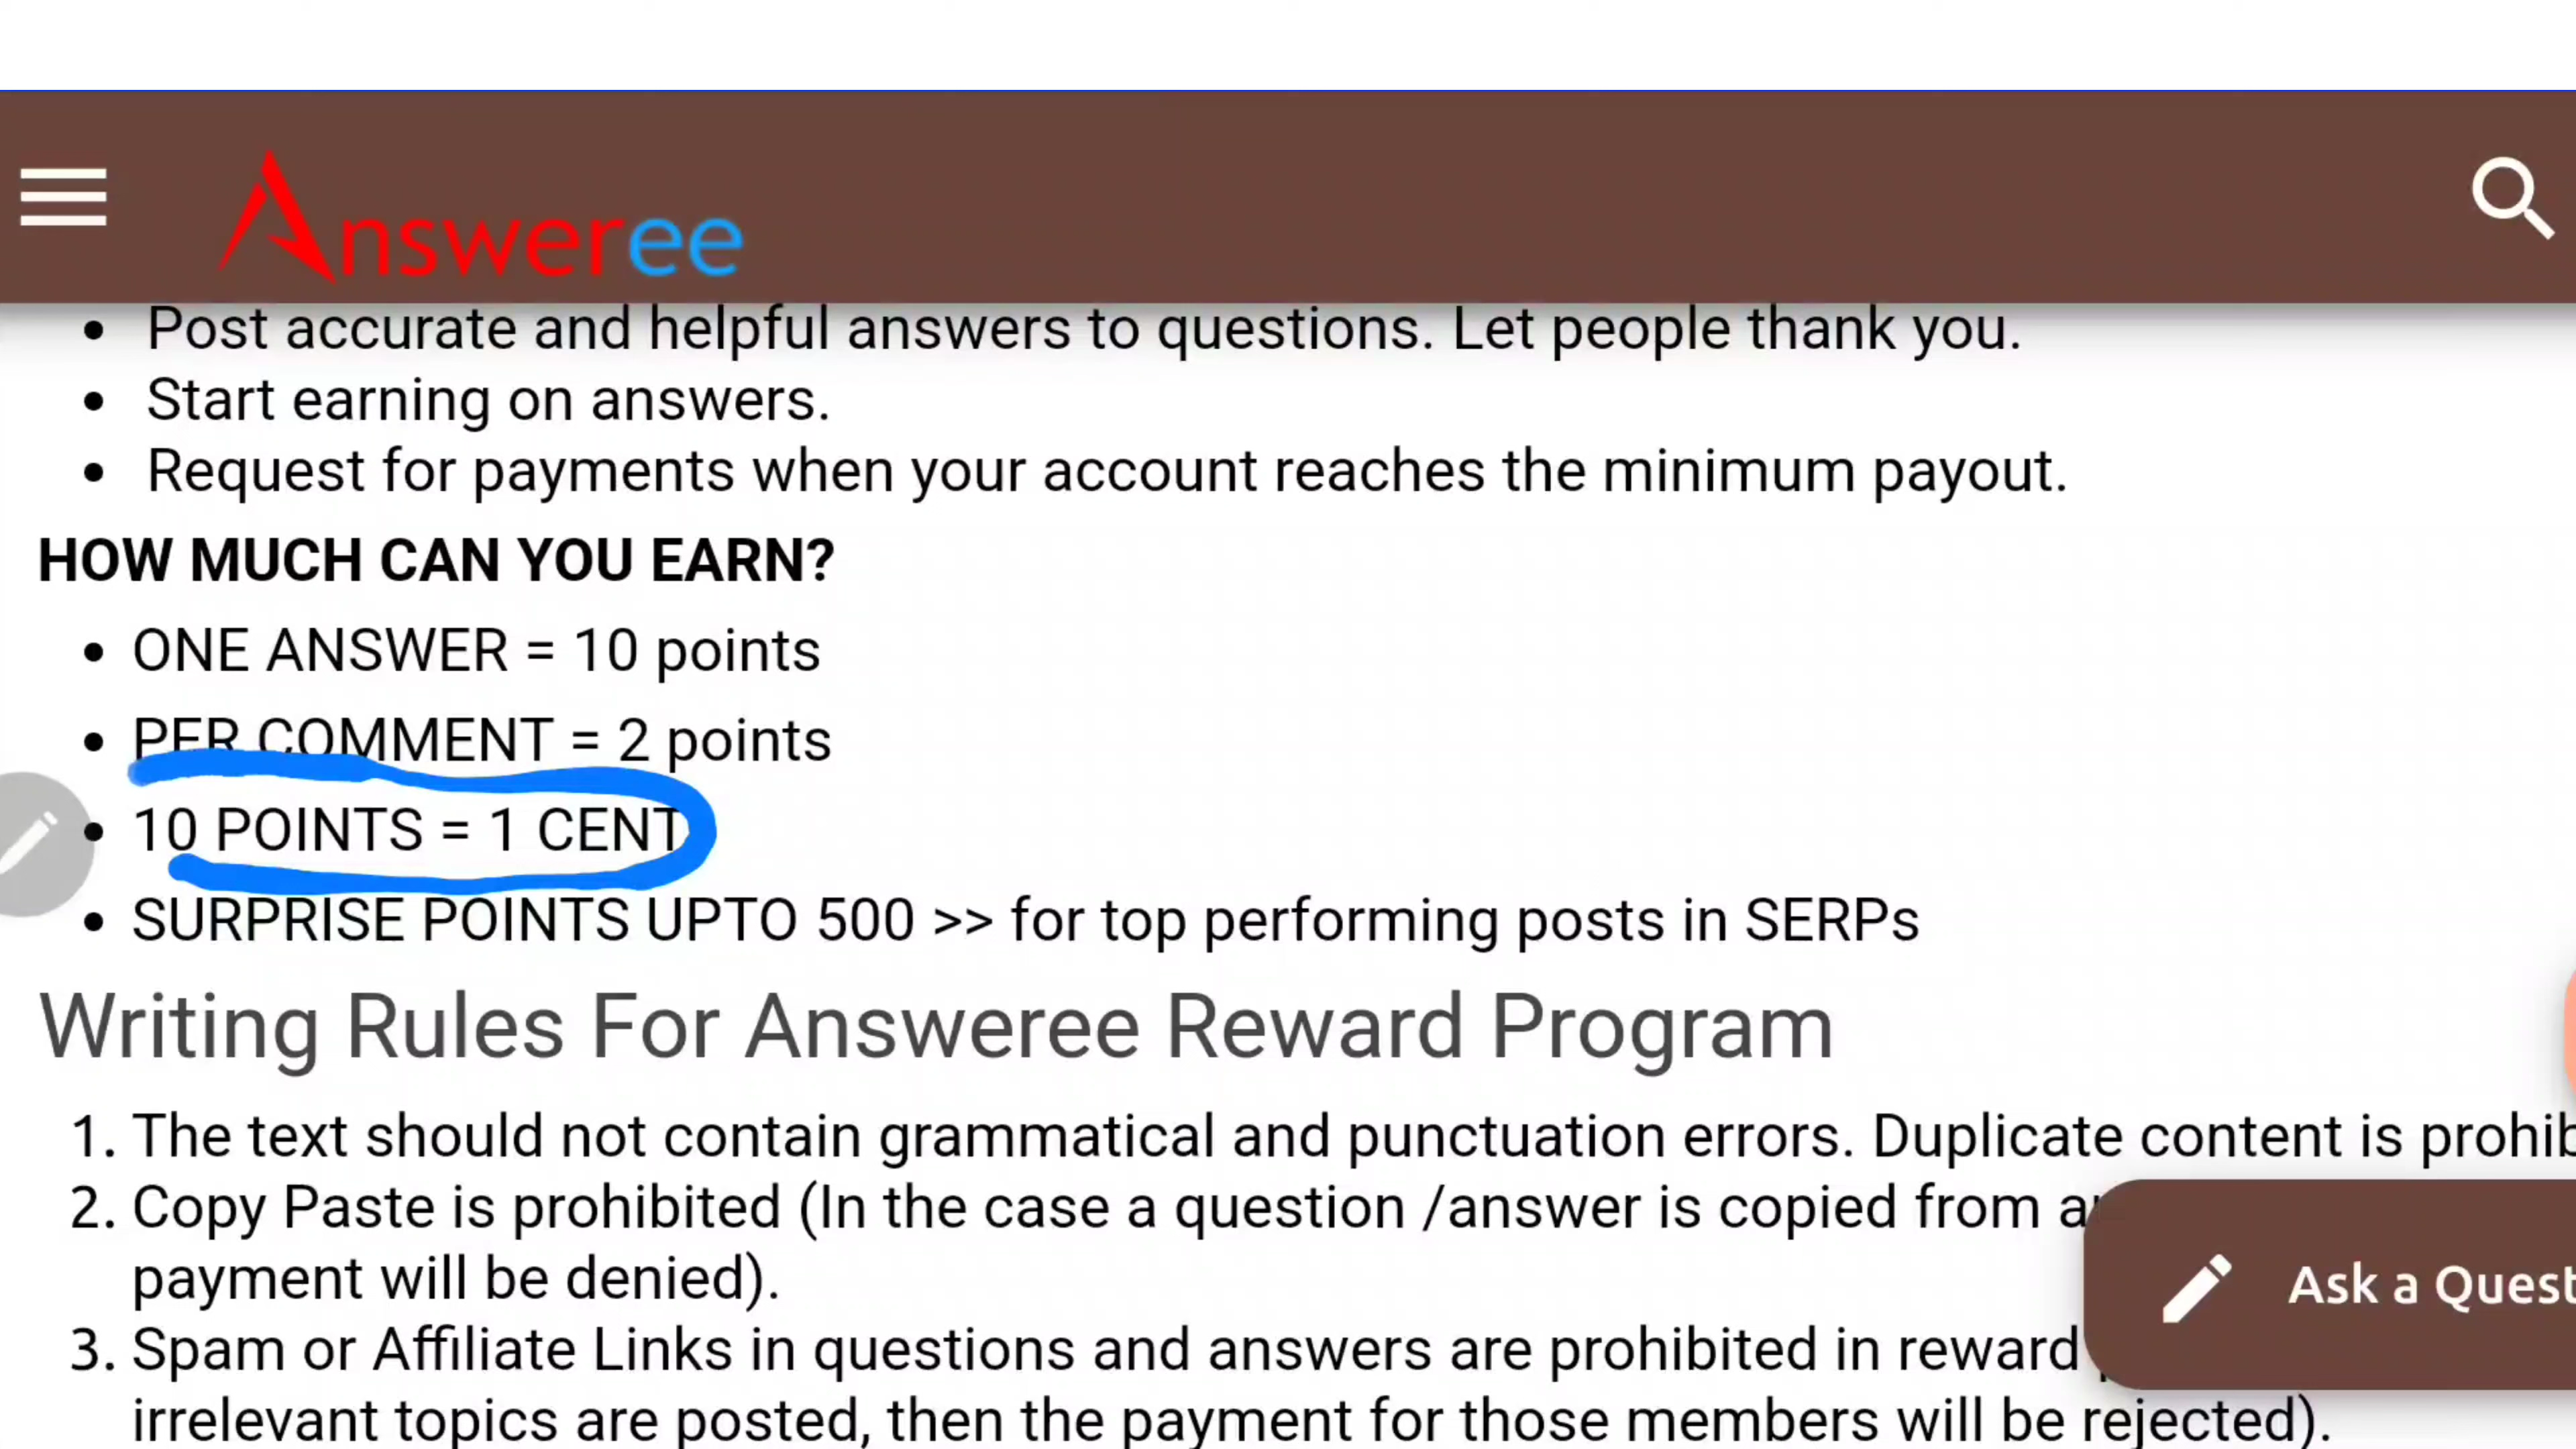 Answeree
Post accurate and helpful answers to questions. Let people thank you.
Start earning on answers.
Request for payments when your account reaches the minimum payout.
HOW MUCH CAN YOU EARN?
ONE ANSWER = 10 points
PER COMMENT = 2 points
10 POINTS = 1 CENT
SURPRISE POINTS UPTO 500 >> for top performing posts in SERPs
Writing Rules For Answeree Reward Program
1. The text should not contain grammatical and punctuation errors. Duplicate content is
2. Copy Paste is prohibited (In the case a question /answer is copied from
payment will be denied).
Ask a
3. Spam or Affiliate Links in questions and answers are prohibited in reward
irrelevant topics are posted, then the payment for those members will be rejected).